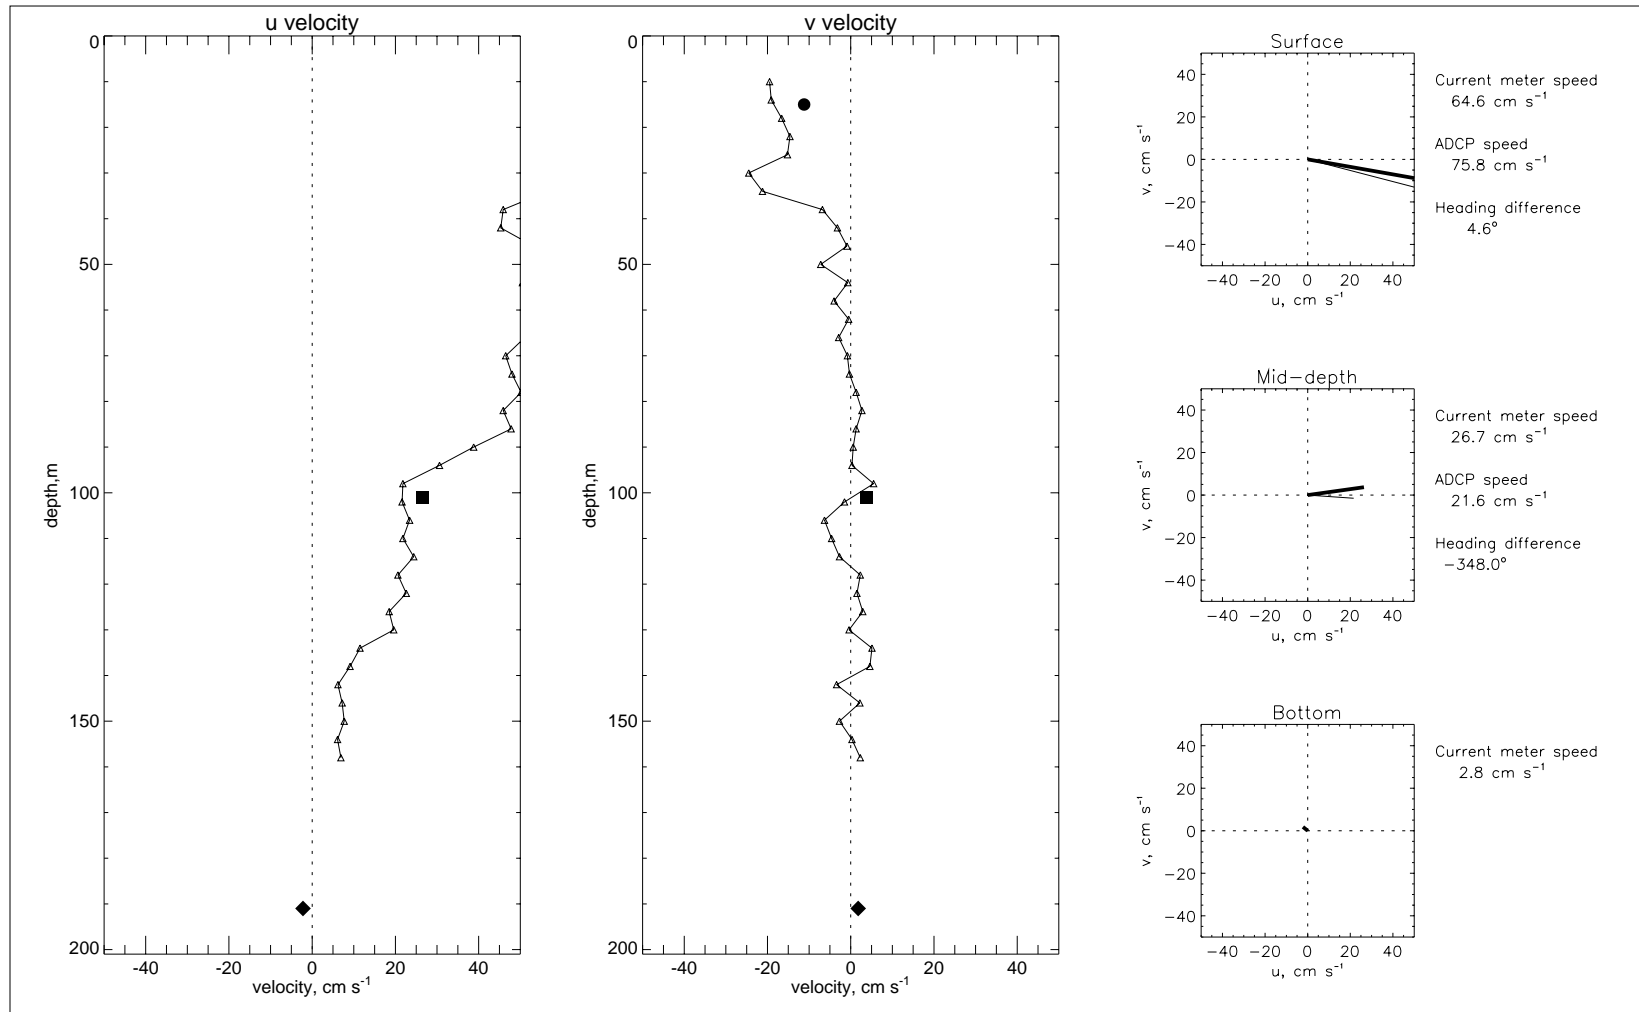 u velocity
0
50
100
150
200
depth,m
-40
-20
0
20
40
velocity, cm s⁻¹
v velocity
0
50
100
150
200
depth,m
-40
-20
0
20
40
velocity, cm s⁻¹
Surface
40
20
0
−20
−40
v, cm s⁻¹
−40 −20 0 20 40
u, cm s⁻¹
Current meter speed
64.6 cm s⁻¹
ADCP speed
75.8 cm s⁻¹
Heading difference
4.6°
Mid−depth
40
20
0
−20
−40
v, cm s⁻¹
−40 −20 0 20 40
u, cm s⁻¹
Current meter speed
26.7 cm s⁻¹
ADCP speed
21.6 cm s⁻¹
Heading difference
−348.0°
Bottom
40
20
0
−20
−40
v, cm s⁻¹
−40 −20 0 20 40
u, cm s⁻¹
Current meter speed
2.8 cm s⁻¹